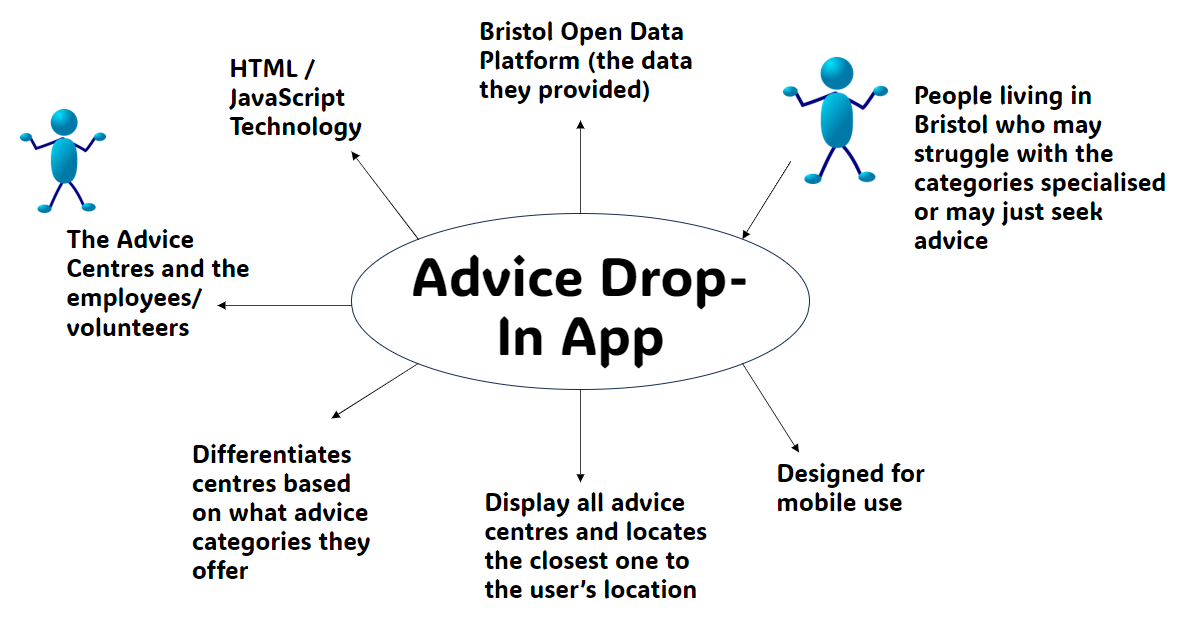 Bristol Open Data
Platform (the data
they provided)
HTML /
JavaScript
Technology
People living in
Bristol who may
struggle with the
categories specialised
or may just seek
advice
The Advice
Centres and the
employees/
volunteers
Advice Drop-
In App
Differentiates
centres based
on what advice
categories they
offer
Display all advice
centres and locates
the closest one to
the user’s location
Designed for
mobile use